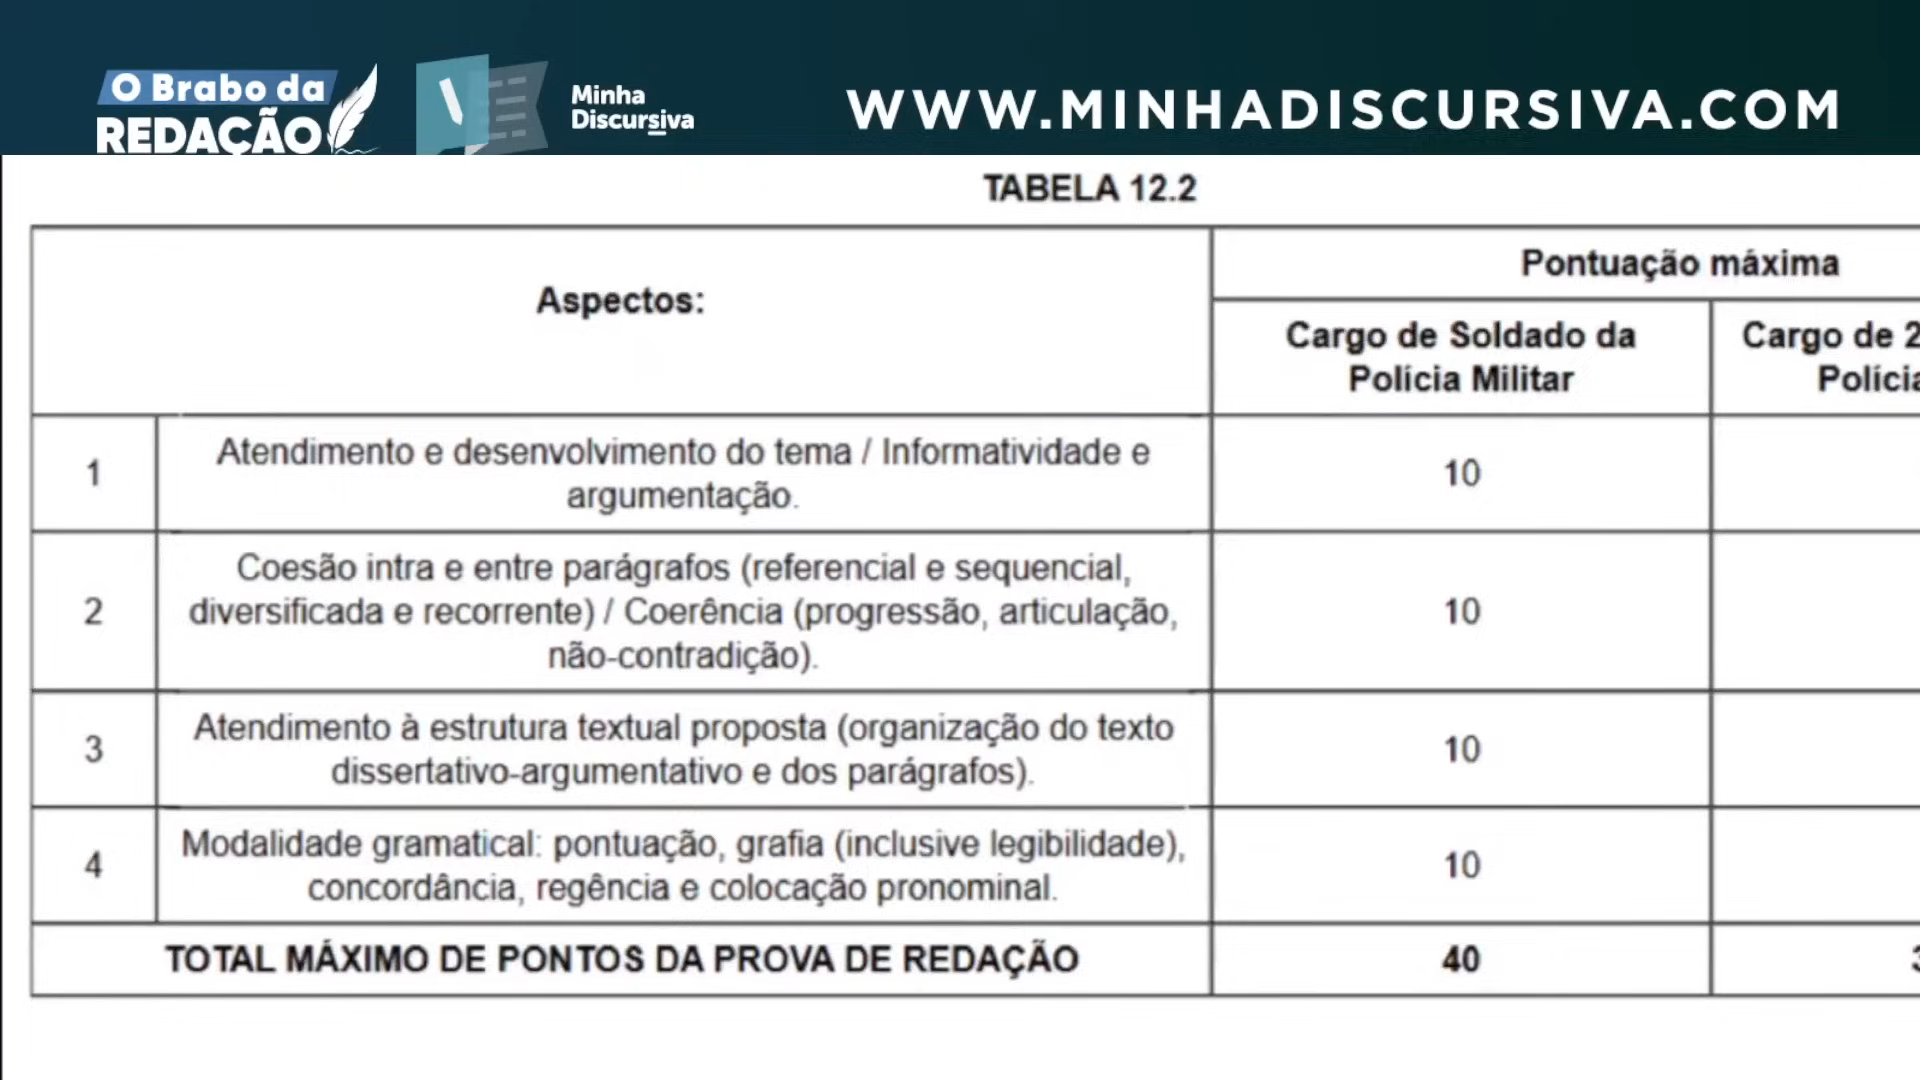 O Brabo da
REDAÇÃO
Minha
Discursiva
WWW.MINHADISCURSIVA.COM
TABELA 12.2
Aspectos:
Pontuação máxima
Cargo de Soldado da
Polícia Militar
Cargo de 2
Polícia
1
Atendimento e desenvolvimento do tema / Informatividade e
argumentação.
10
2
Coesão intra e entre parágrafos (referencial e sequencial,
diversificada e recorrente) / Coerência (progressão, articulação,
não-contradição).
10
3
Atendimento à estrutura textual proposta (organização do texto
dissertativo-argumentativo e dos parágrafos).
10
4
Modalidade gramatical: pontuação, grafia (inclusive legibilidade),
concordância, regência e colocação pronominal.
10
TOTAL MÁXIMO DE PONTOS DA PROVA DE REDAÇÃO
40